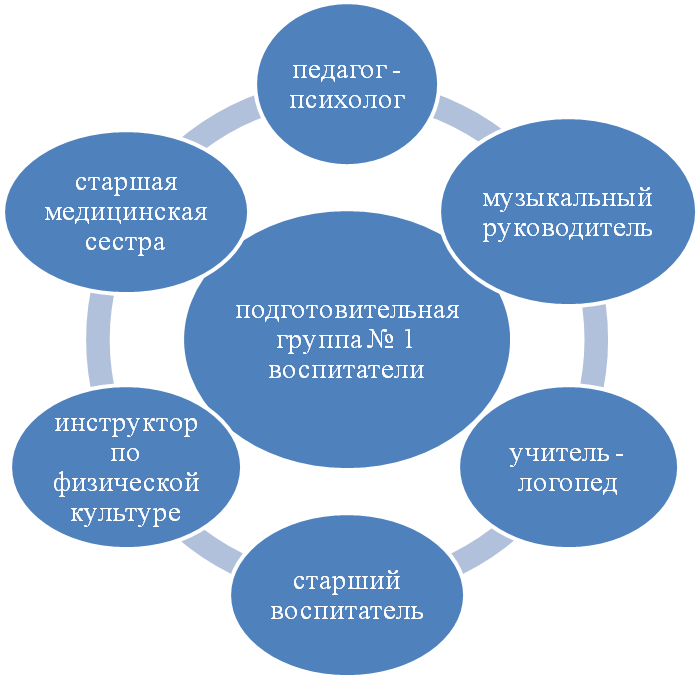 педагог -
психолог
музыкальный
руководитель
учитель -
логопед
старший
воспитатель
инструктор
по
физической
культуре
старшая
медицинская
сестра
подготовительная
группа № 1
воспитатели